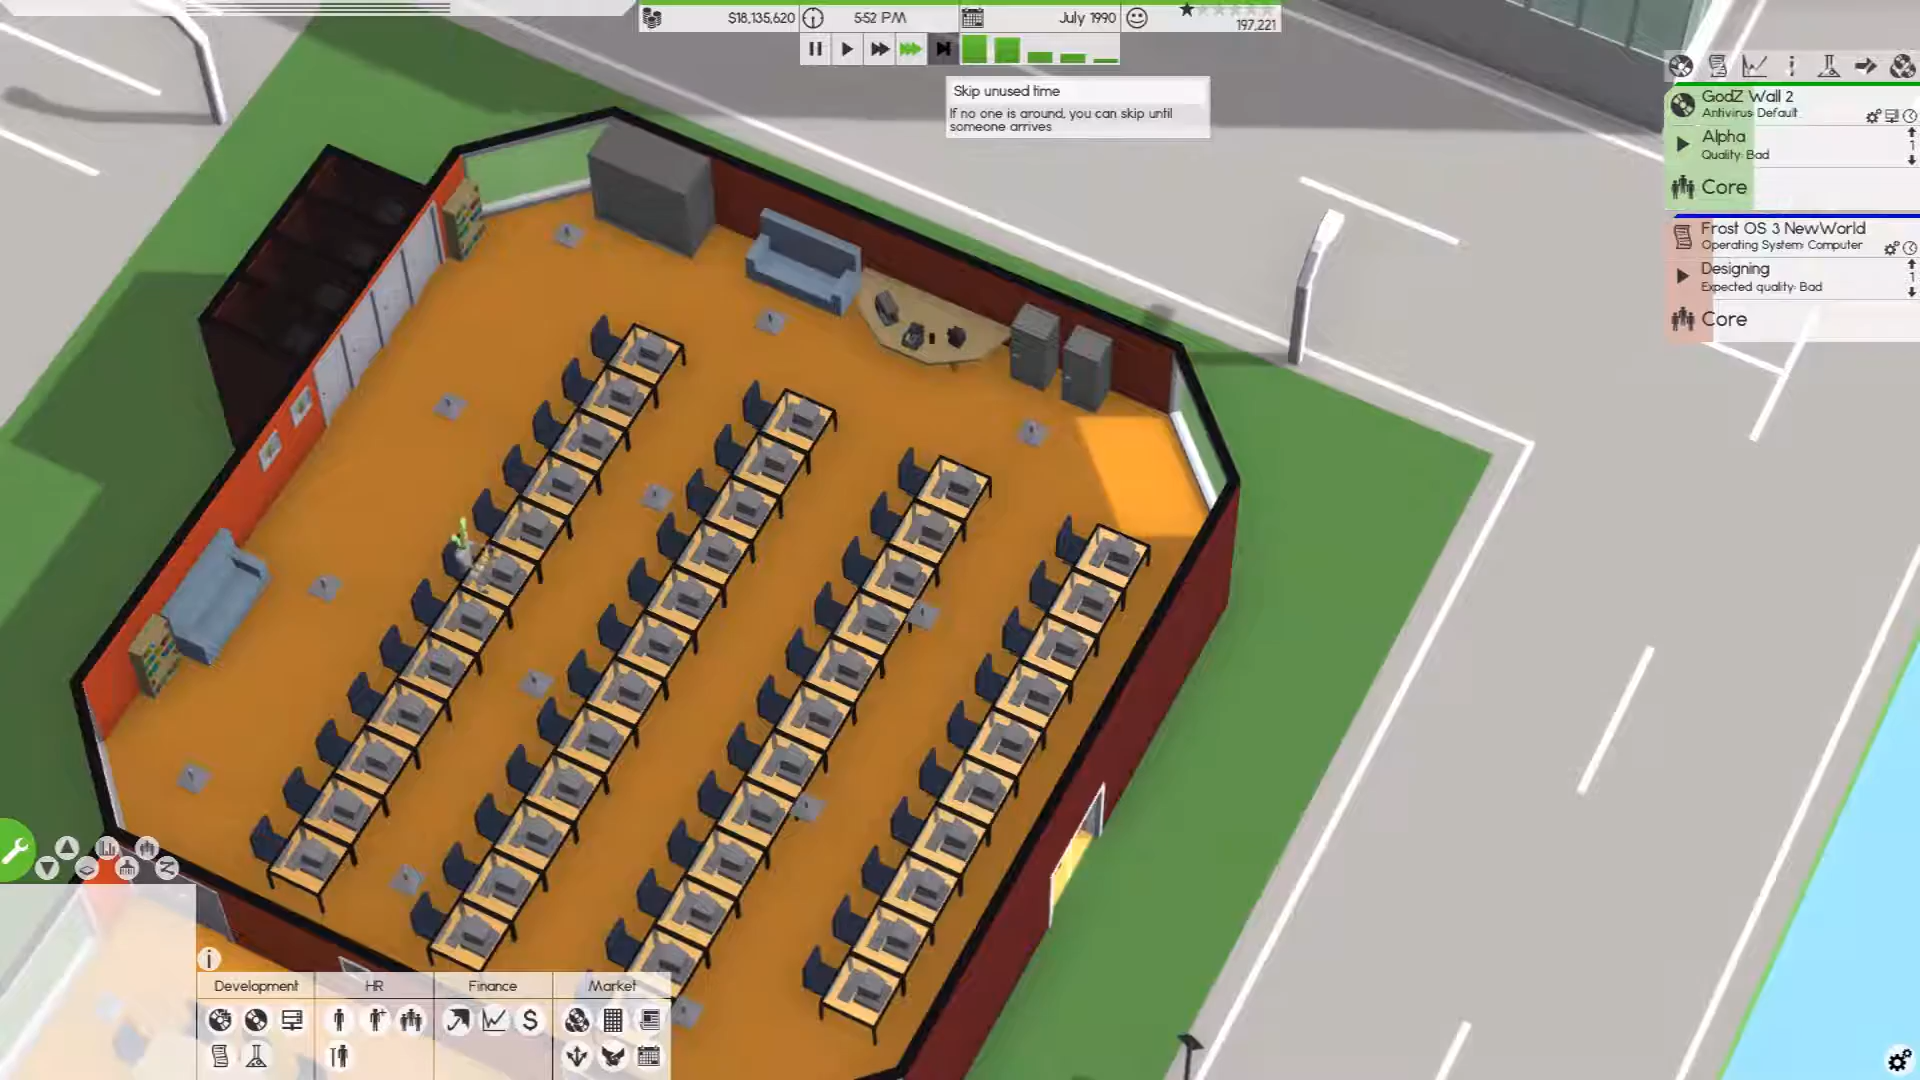 $18,135,620
5:52 PM
July 1990
197,221
Skip unused time
If no one is around, you can skip until
someone arrives
GodZ Wall 2
Antivirus: Default
Alpha
1
Quality: Bad
Core
Frost OS 3 NewWorld
Operating System: Computer
Designing
1
Expected quality: Bad
Core
Development
HR
Finance
Market